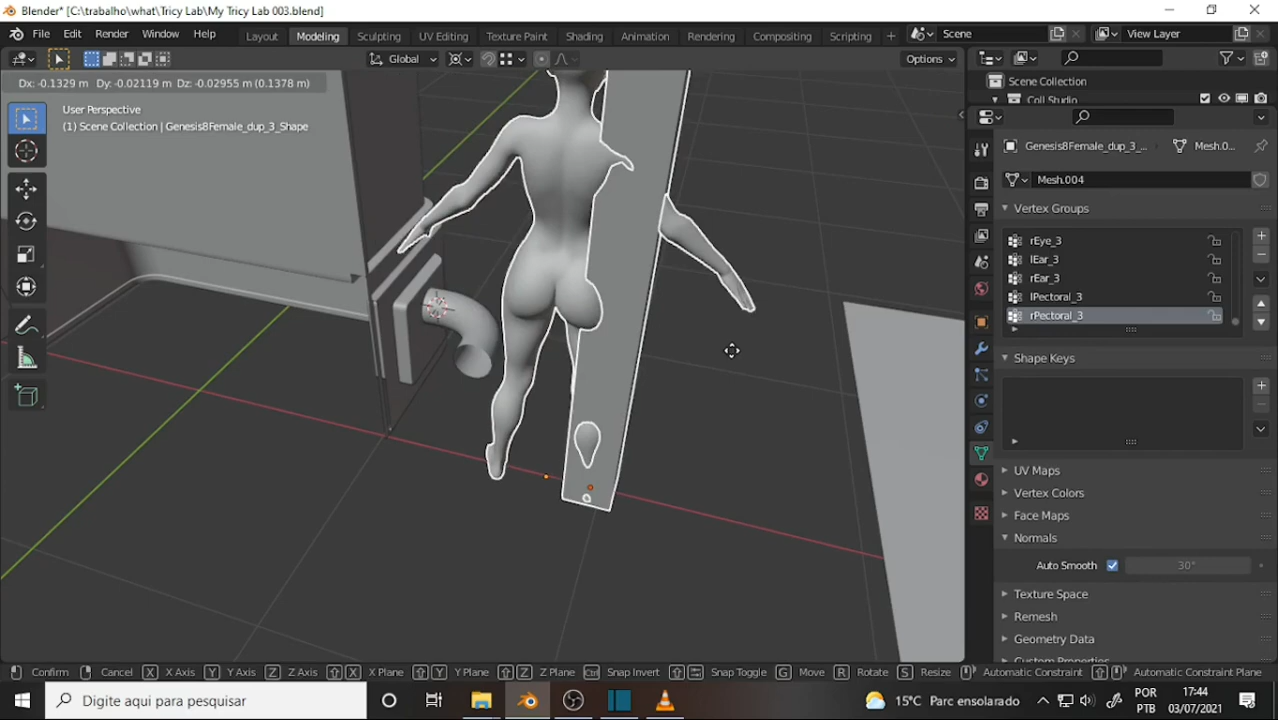 Blender* [C:\trabalho\what\Tricy Lab\My Tricy Lab 003.blend]
File Edit Render Window Help Layout Modeling Sculpting UV Editing Texture Paint Shading Animation Rendering Compositing Scripting + Scene View Layer
Global Options
Dx: -0.1329 m Dy: -0.02119 m Dz: -0.02955 m (0.1378 m)
User Perspective
(1) Scene Collection | Genesis8Female_dup_3_Shape
Scene Collection
Coll Studio
Genesis8Female_dup_3_... Mesh.0...
Mesh.004
Vertex Groups
rEye_3
lEar_3
rEar_3
lPectoral_3
rPectoral_3
Shape Keys
UV Maps
Vertex Colors
Face Maps
Normals
Auto Smooth 30°
Texture Space
Remesh
Geometry Data
Custom Properties
Confirm Cancel X X Axis Y Y Axis Z Z Axis X X Plane Y Y Plane Z Z Plane Ctrl Snap Invert Snap Toggle G Move R Rotate S Resize Automatic Constraint Automatic Constraint Plane
Digite aqui para pesquisar
15°C Parc ensolarado
POR
PTB
17:44
03/07/2021